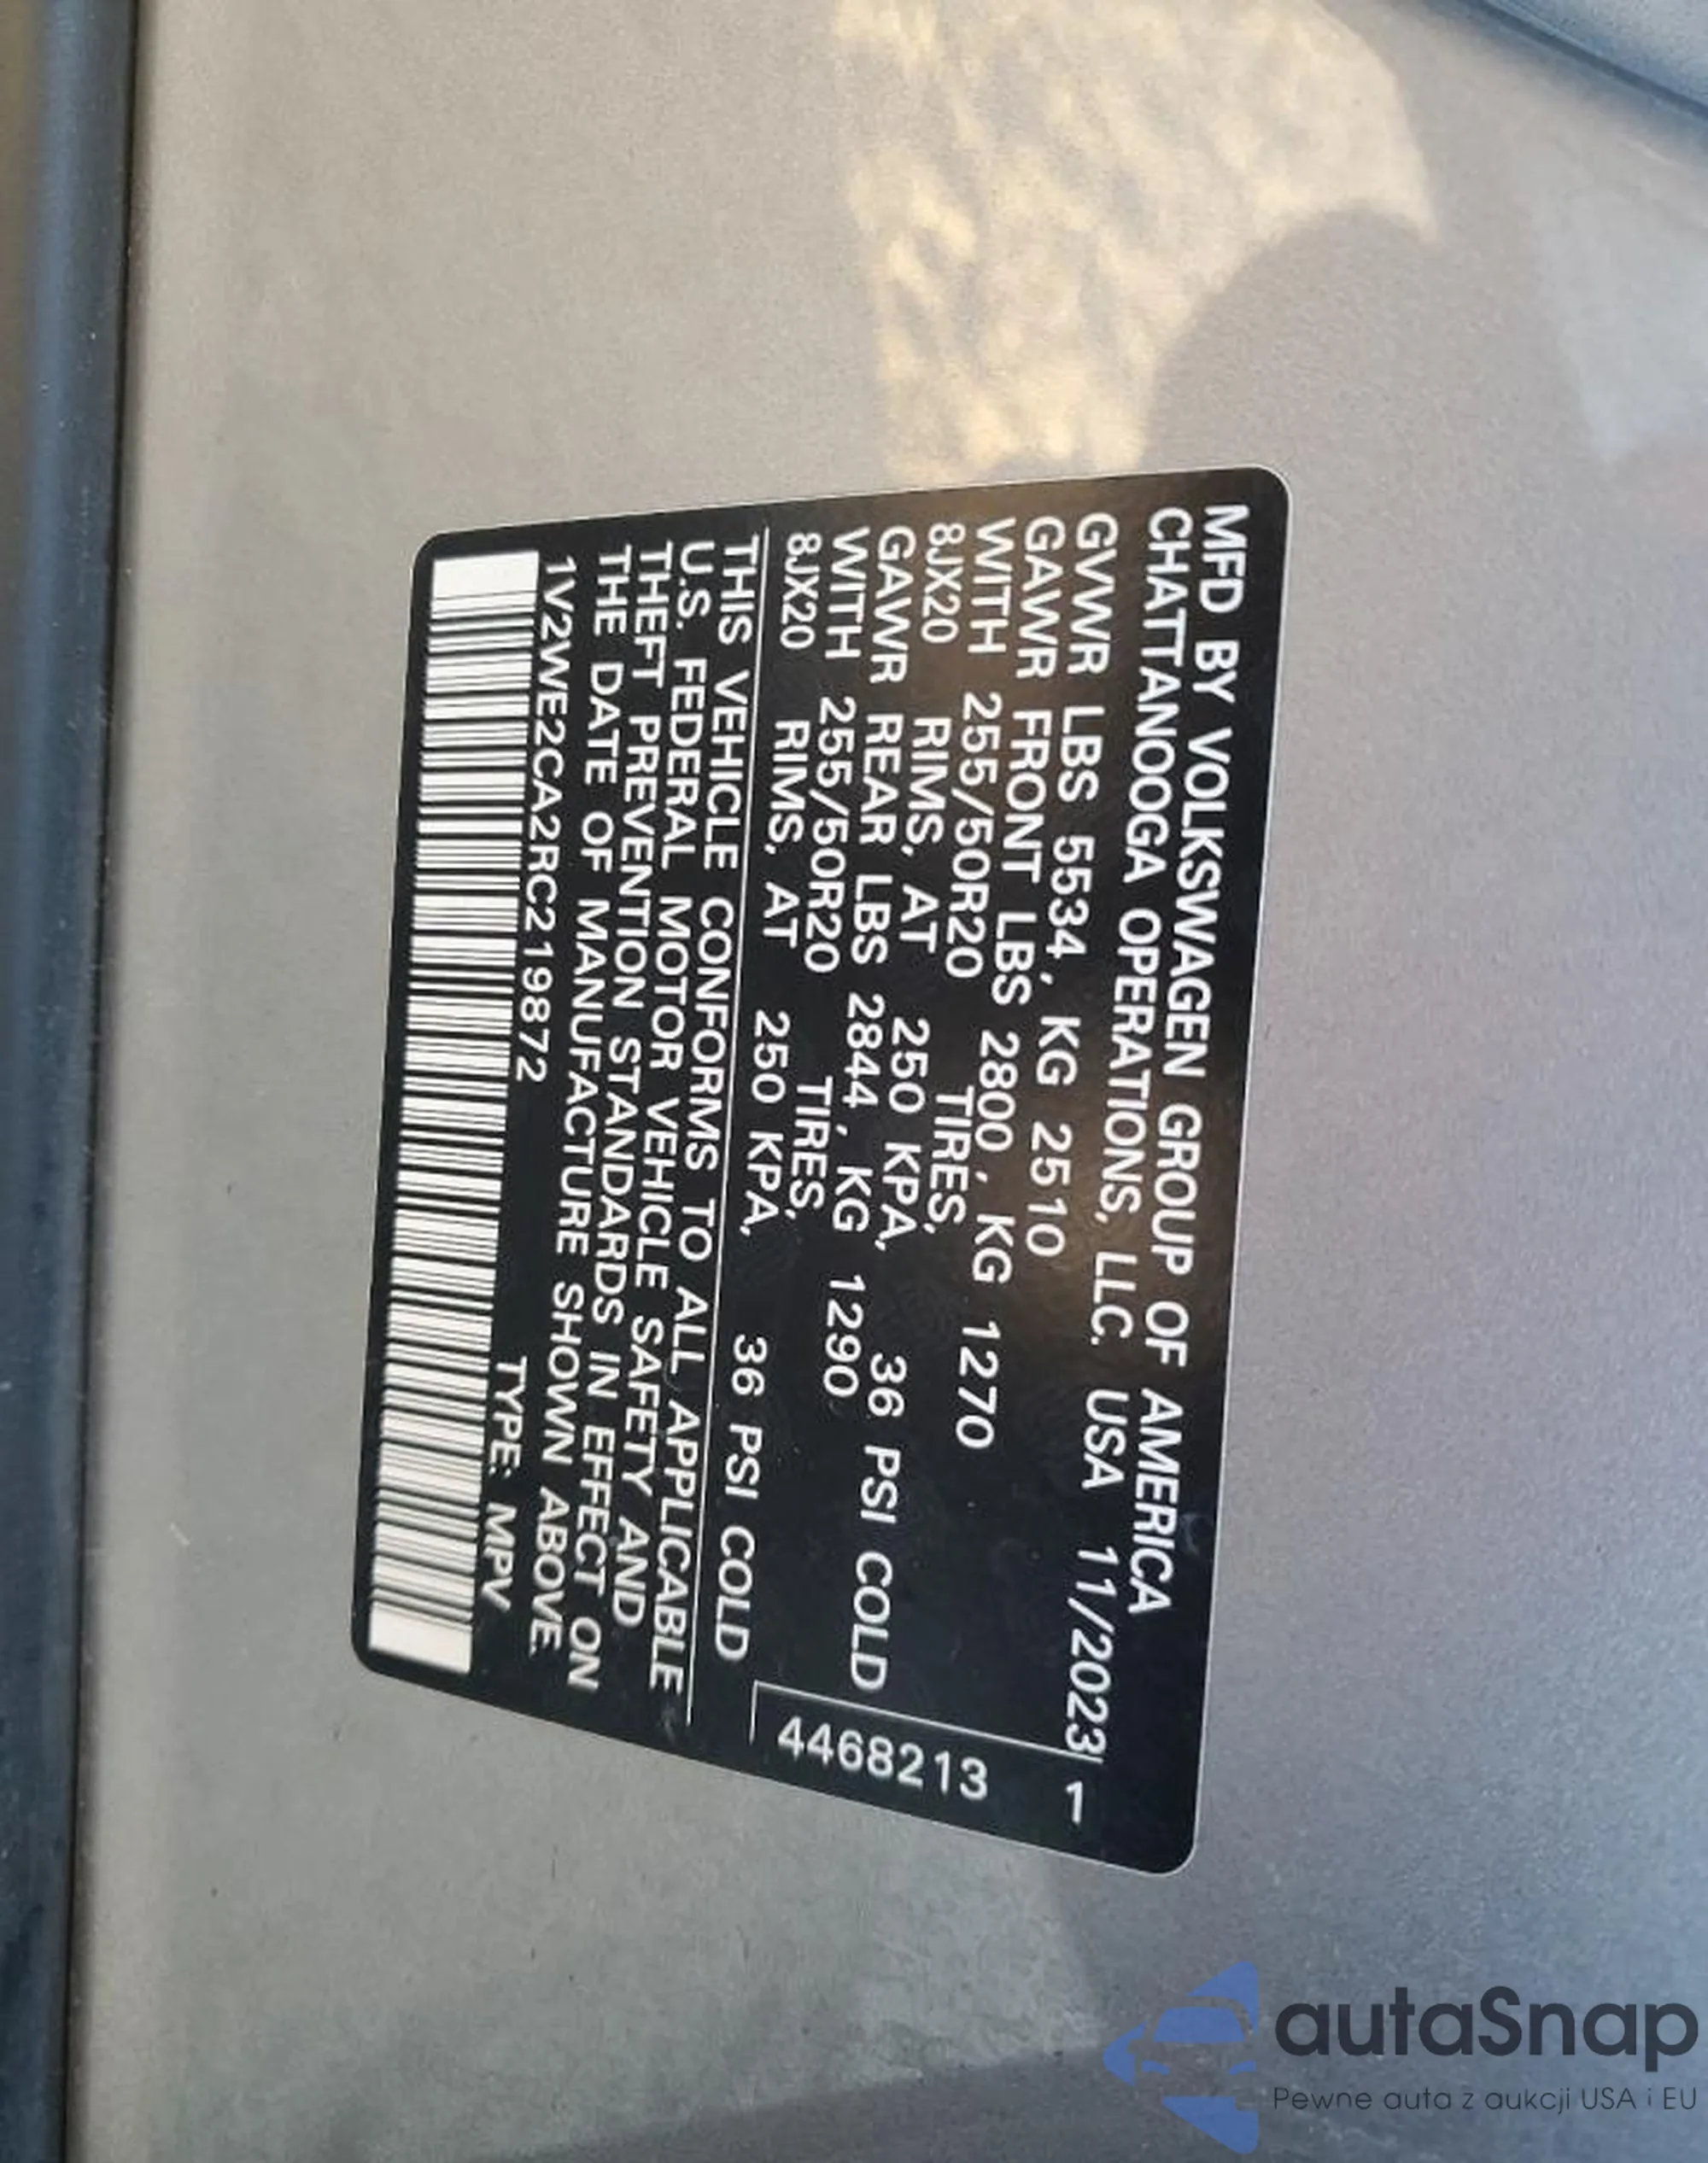 MFD BY VOLKSWAGEN GROUP OF AMERICA
CHATTANOOGA OPERATIONS, LLC. USA 11/2023 1
GVWR LBS 5534, KG 2510
GAWR FRONT LBS 2800, KG 1270
WITH 255/50R20 TIRES,
8JX20 RIMS, AT 250 KPA, 36 PSI COLD
GAWR REAR LBS 2844, KG 1290
WITH 255/50R20 TIRES,
8JX20 RIMS, AT 250 KPA, 36 PSI COLD
4468213
THIS VEHICLE CONFORMS TO ALL APPLICABLE
U.S. FEDERAL MOTOR VEHICLE SAFETY AND
THEFT PREVENTION STANDARDS IN EFFECT ON
THE DATE OF MANUFACTURE SHOWN ABOVE.
1V2WE2CA2RC219872 TYPE: MPV
autaSnap
Pewne auta z aukcji USA i EU